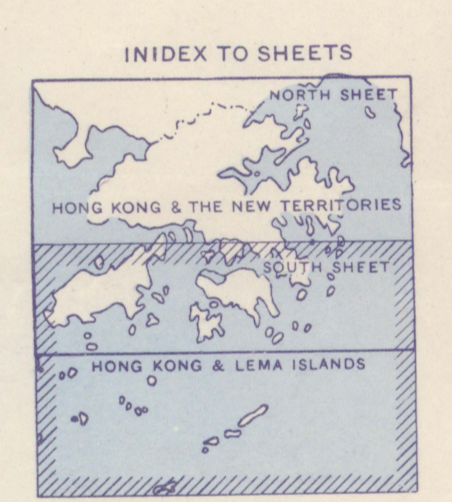 INIDEX TO SHEETS
NORTH SHEET
HONG KONG & THE NEW TERRITORIES
SOUTH SHEET
HONG KONG & LEMA ISLANDS